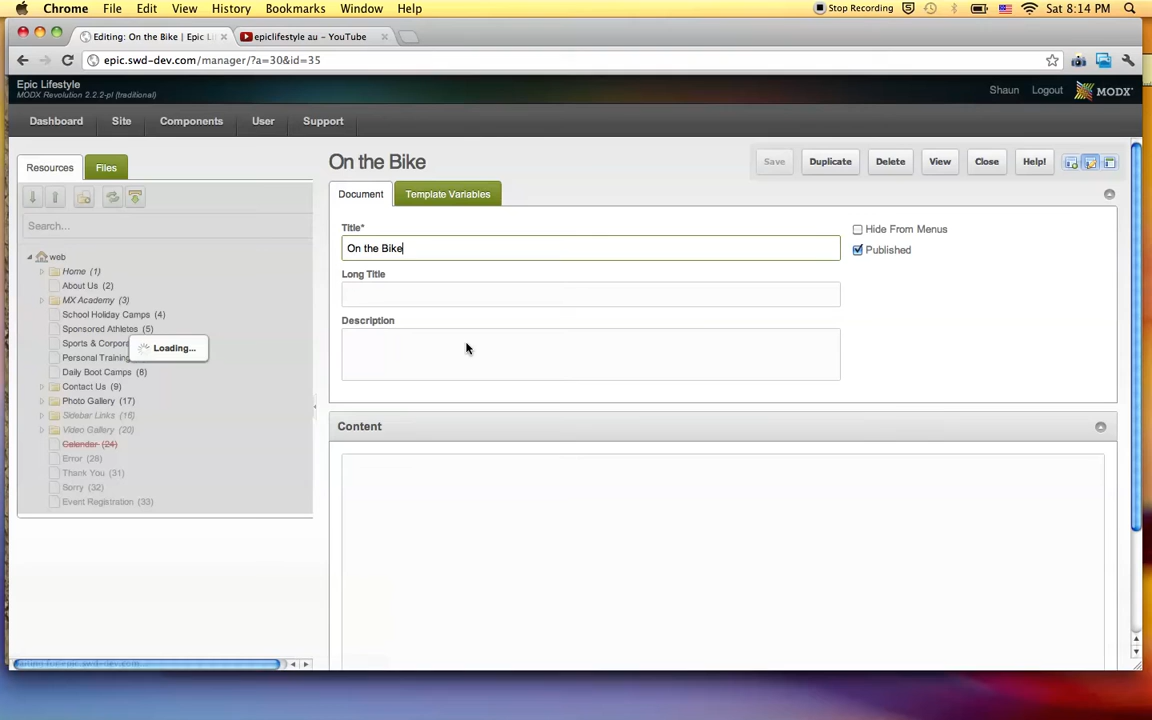 Chrome File Edit View History Bookmarks Window Help Stop Recording Sat 8:14 PM
Editing: On the Bike | Epic Li epiclifestyle au - YouTube
epic.swd-dev.com/manager/?a=30&id=35
Epic Lifestyle
MODX Revolution 2.2.2-pl (traditional)
Shaun Logout MODX
Dashboard Site Components User Support
Resources Files
On the Bike
Save Duplicate Delete View Close Help!
Document Template Variables
Search...
Title*
On the Bike
Hide From Menus
Published
Long Title
Description
web
Home (1)
About Us (2)
MX Academy (3)
School Holiday Camps (4)
Sponsored Athletes (5)
Sports & Corpora
Personal Training
Loading...
Daily Boot Camps (8)
Contact Us (9)
Photo Gallery (17)
Sidebar Links (16)
Video Gallery (20)
Calendar (24)
Error (28)
Thank You (31)
Sorry (32)
Event Registration (33)
Content